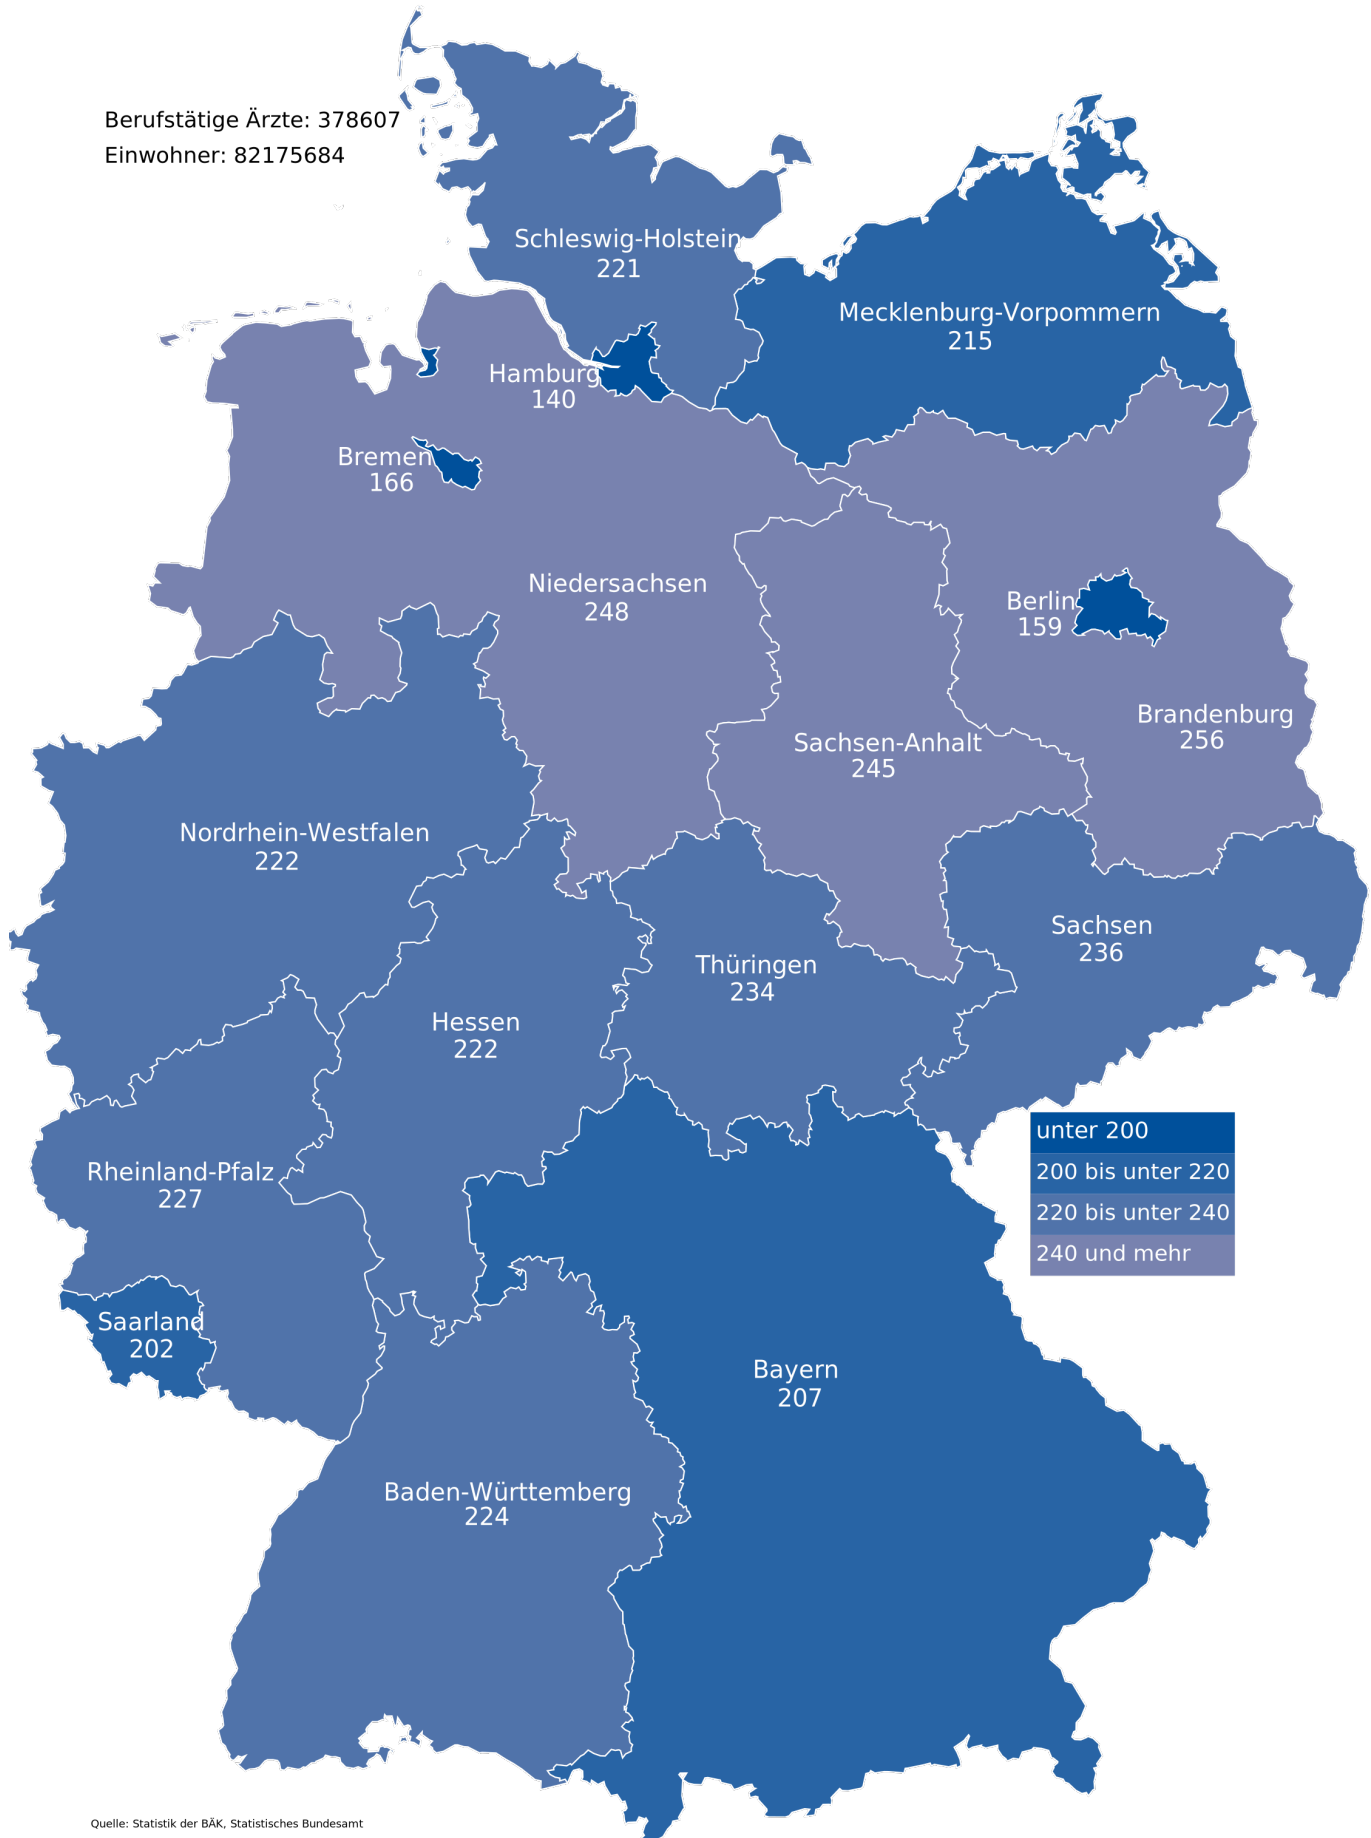 Berufstätige Ärzte: 378607
Einwohner: 82175684
Schleswig-Holstein
221
Mecklenburg-Vorpommern
215
Hamburg
140
Bremen
166
Niedersachsen
248
Berlin
159
Brandenburg
256
Sachsen-Anhalt
245
Nordrhein-Westfalen
222
Sachsen
236
Thüringen
234
Hessen
222
Rheinland-Pfalz
227
unter 200
200 bis unter 220
220 bis unter 240
240 und mehr
Saarland
202
Bayern
207
Baden-Württemberg
224
Quelle: Statistik der BÄK, Statistisches Bundesamt